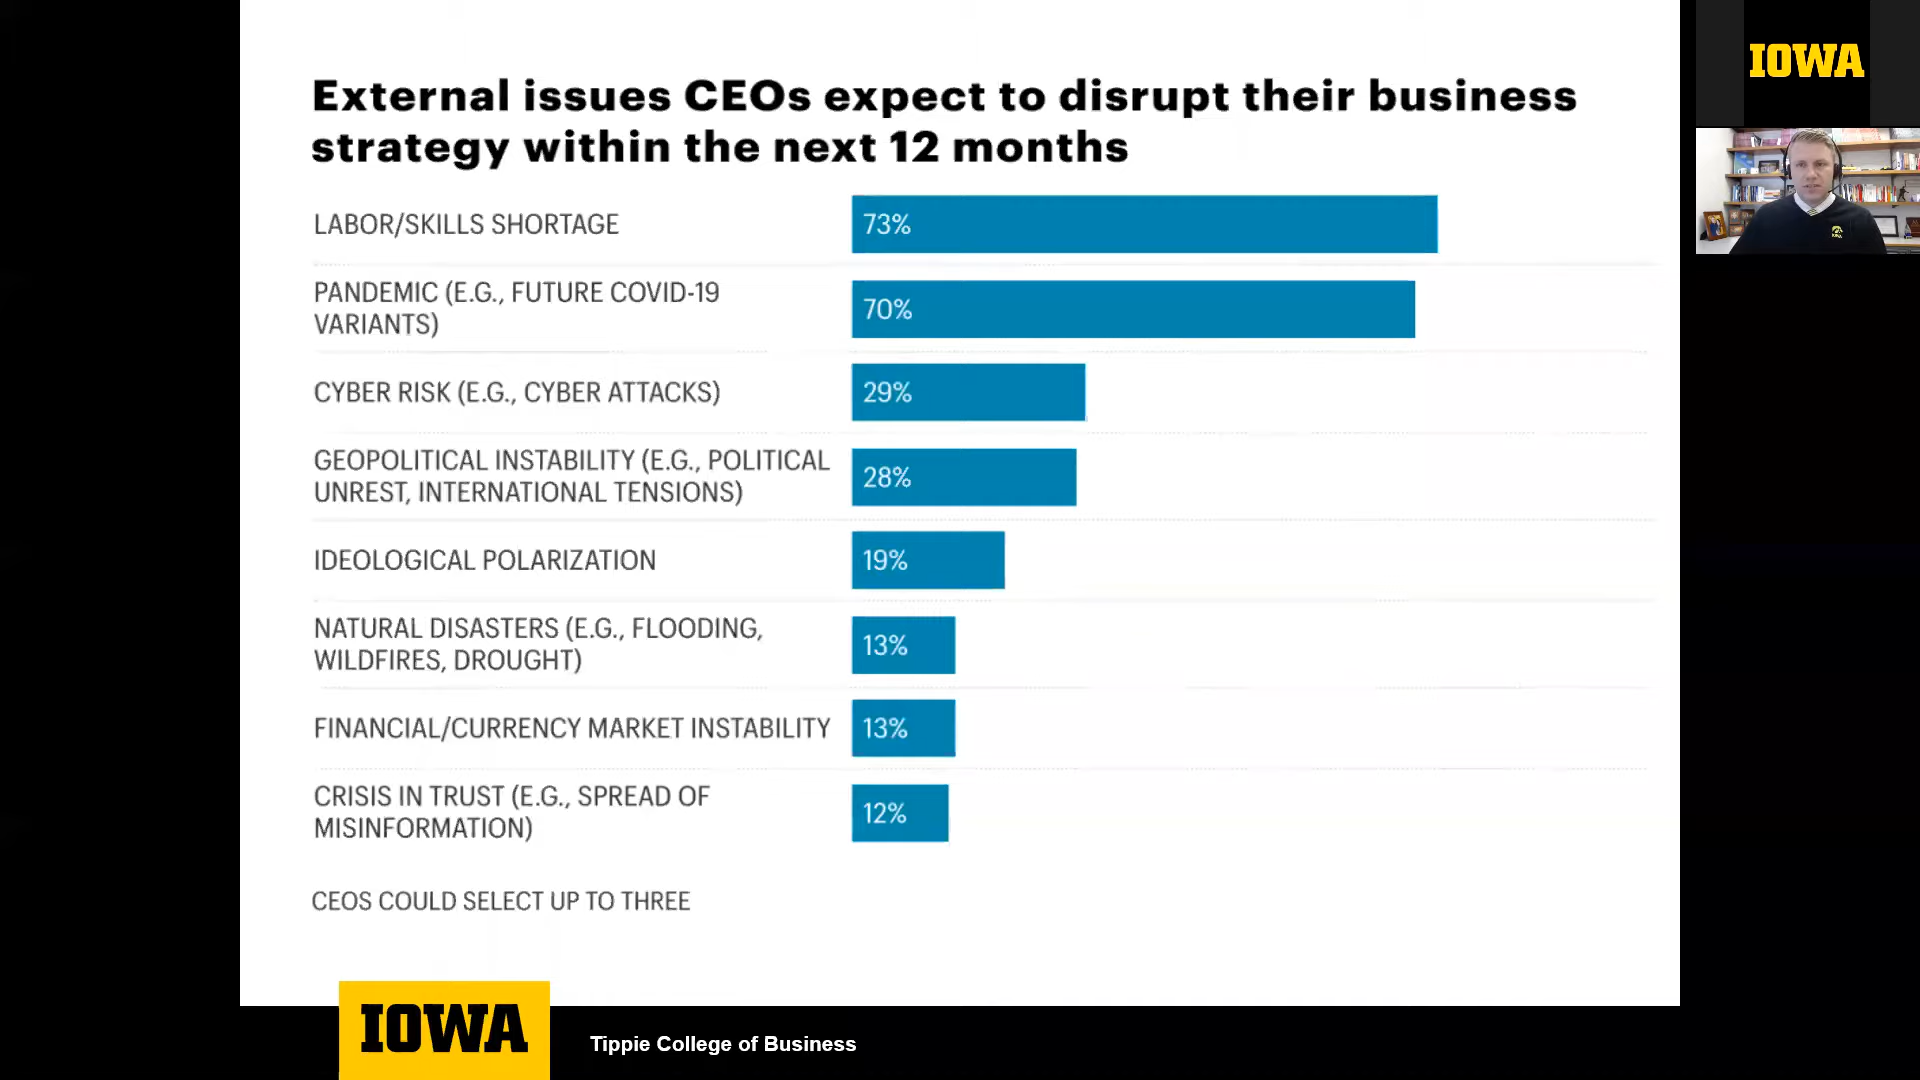 External issues CEOs expect to disrupt their business
strategy within the next 12 months
LABOR/SKILLS SHORTAGE
73%
PANDEMIC (E.G., FUTURE COVID-19
VARIANTS)
70%
CYBER RISK (E.G., CYBER ATTACKS)
29%
GEOPOLITICAL INSTABILITY (E.G., POLITICAL
UNREST, INTERNATIONAL TENSIONS)
28%
IDEOLOGICAL POLARIZATION
19%
NATURAL DISASTERS (E.G., FLOODING,
WILDFIRES, DROUGHT)
13%
FINANCIAL/CURRENCY MARKET INSTABILITY
13%
CRISIS IN TRUST (E.G., SPREAD OF
MISINFORMATION)
12%
CEOS COULD SELECT UP TO THREE
IOWA
Tippie College of Business
IOWA